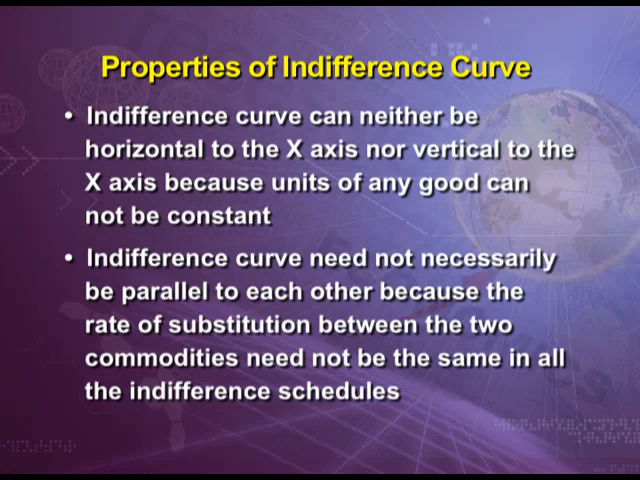 Properties of Indifference Curve
• Indifference curve can neither be
horizontal to the X axis nor vertical to the
X axis because units of any good can
not be constant
• Indifference curve need not necessarily
be parallel to each other because the
rate of substitution between the two
commodities need not be the same in all
the indifference schedules